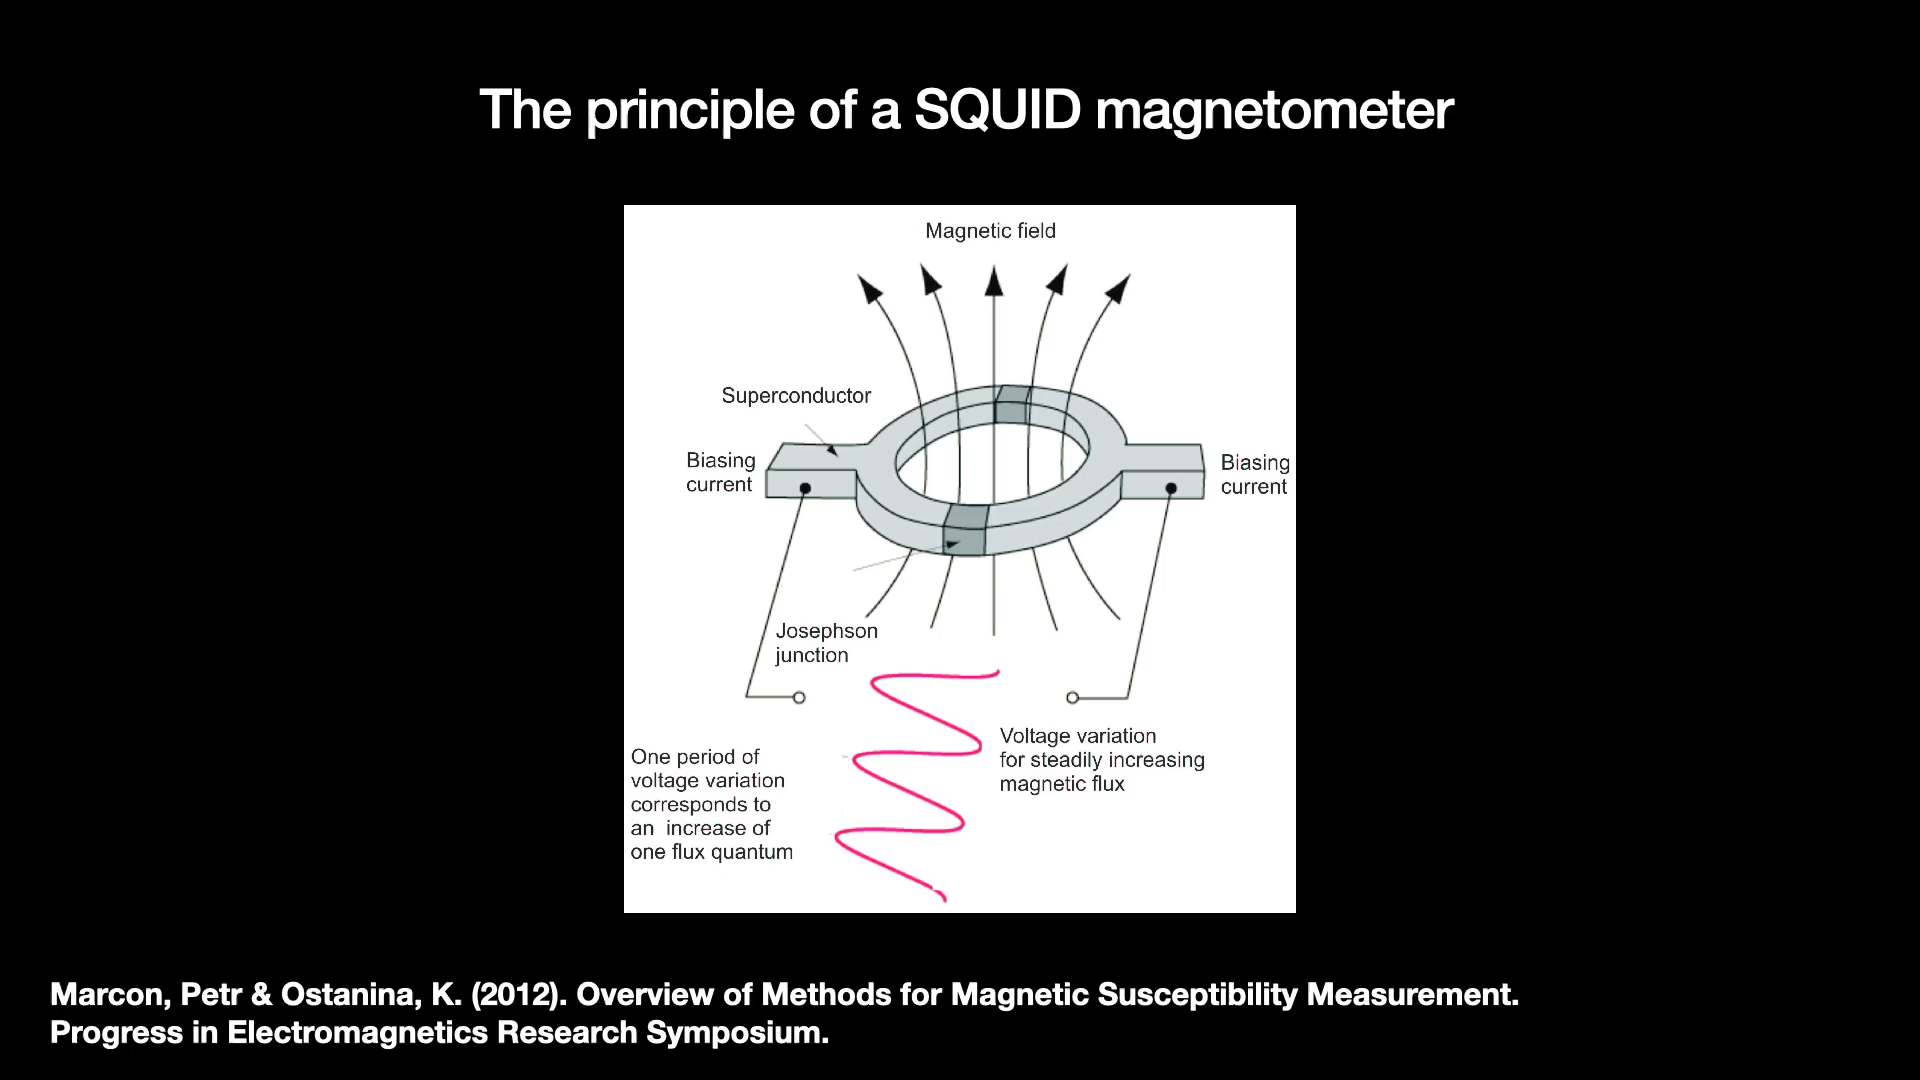 The principle of a SQUID magnetometer
Magnetic field
Superconductor
Biasing
current
Biasing
current
Josephson
junction
One period of
voltage variation
corresponds to
an increase of
one flux quantum
Voltage variation
for steadily increasing
magnetic flux
Marcon, Petr & Ostanina, K. (2012). Overview of Methods for Magnetic Susceptibility Measurement.
Progress in Electromagnetics Research Symposium.